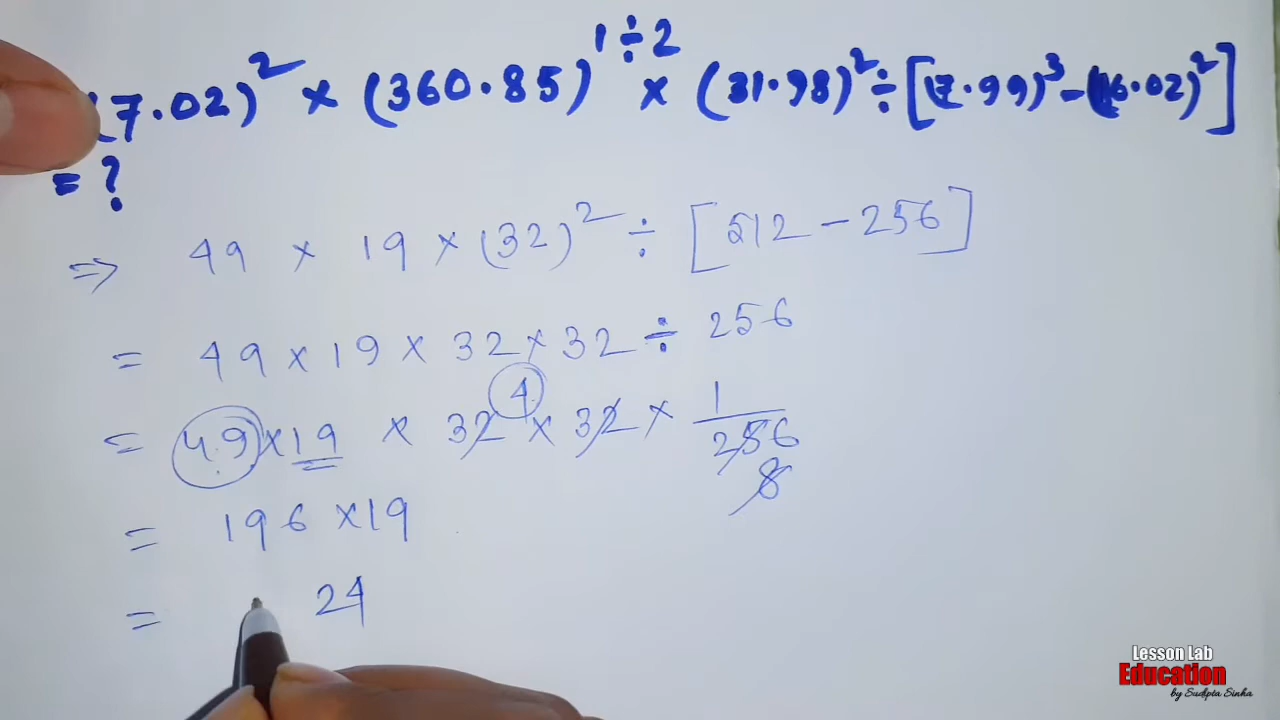 (7.02)² × (360.85)^1÷2 × (31.98)² ÷ [(7.99)³ - (16.02)²]
= ?
⇒ 49 × 19 × (32)² ÷ [512 - 256]
= 49 × 19 × 32 × 32 ÷ 256
4
= 49 × 19 × 32 × 32 × 1/256
8
= 196 × 19
= 24
Lesson Lab
Education
by Sudipta Sinha